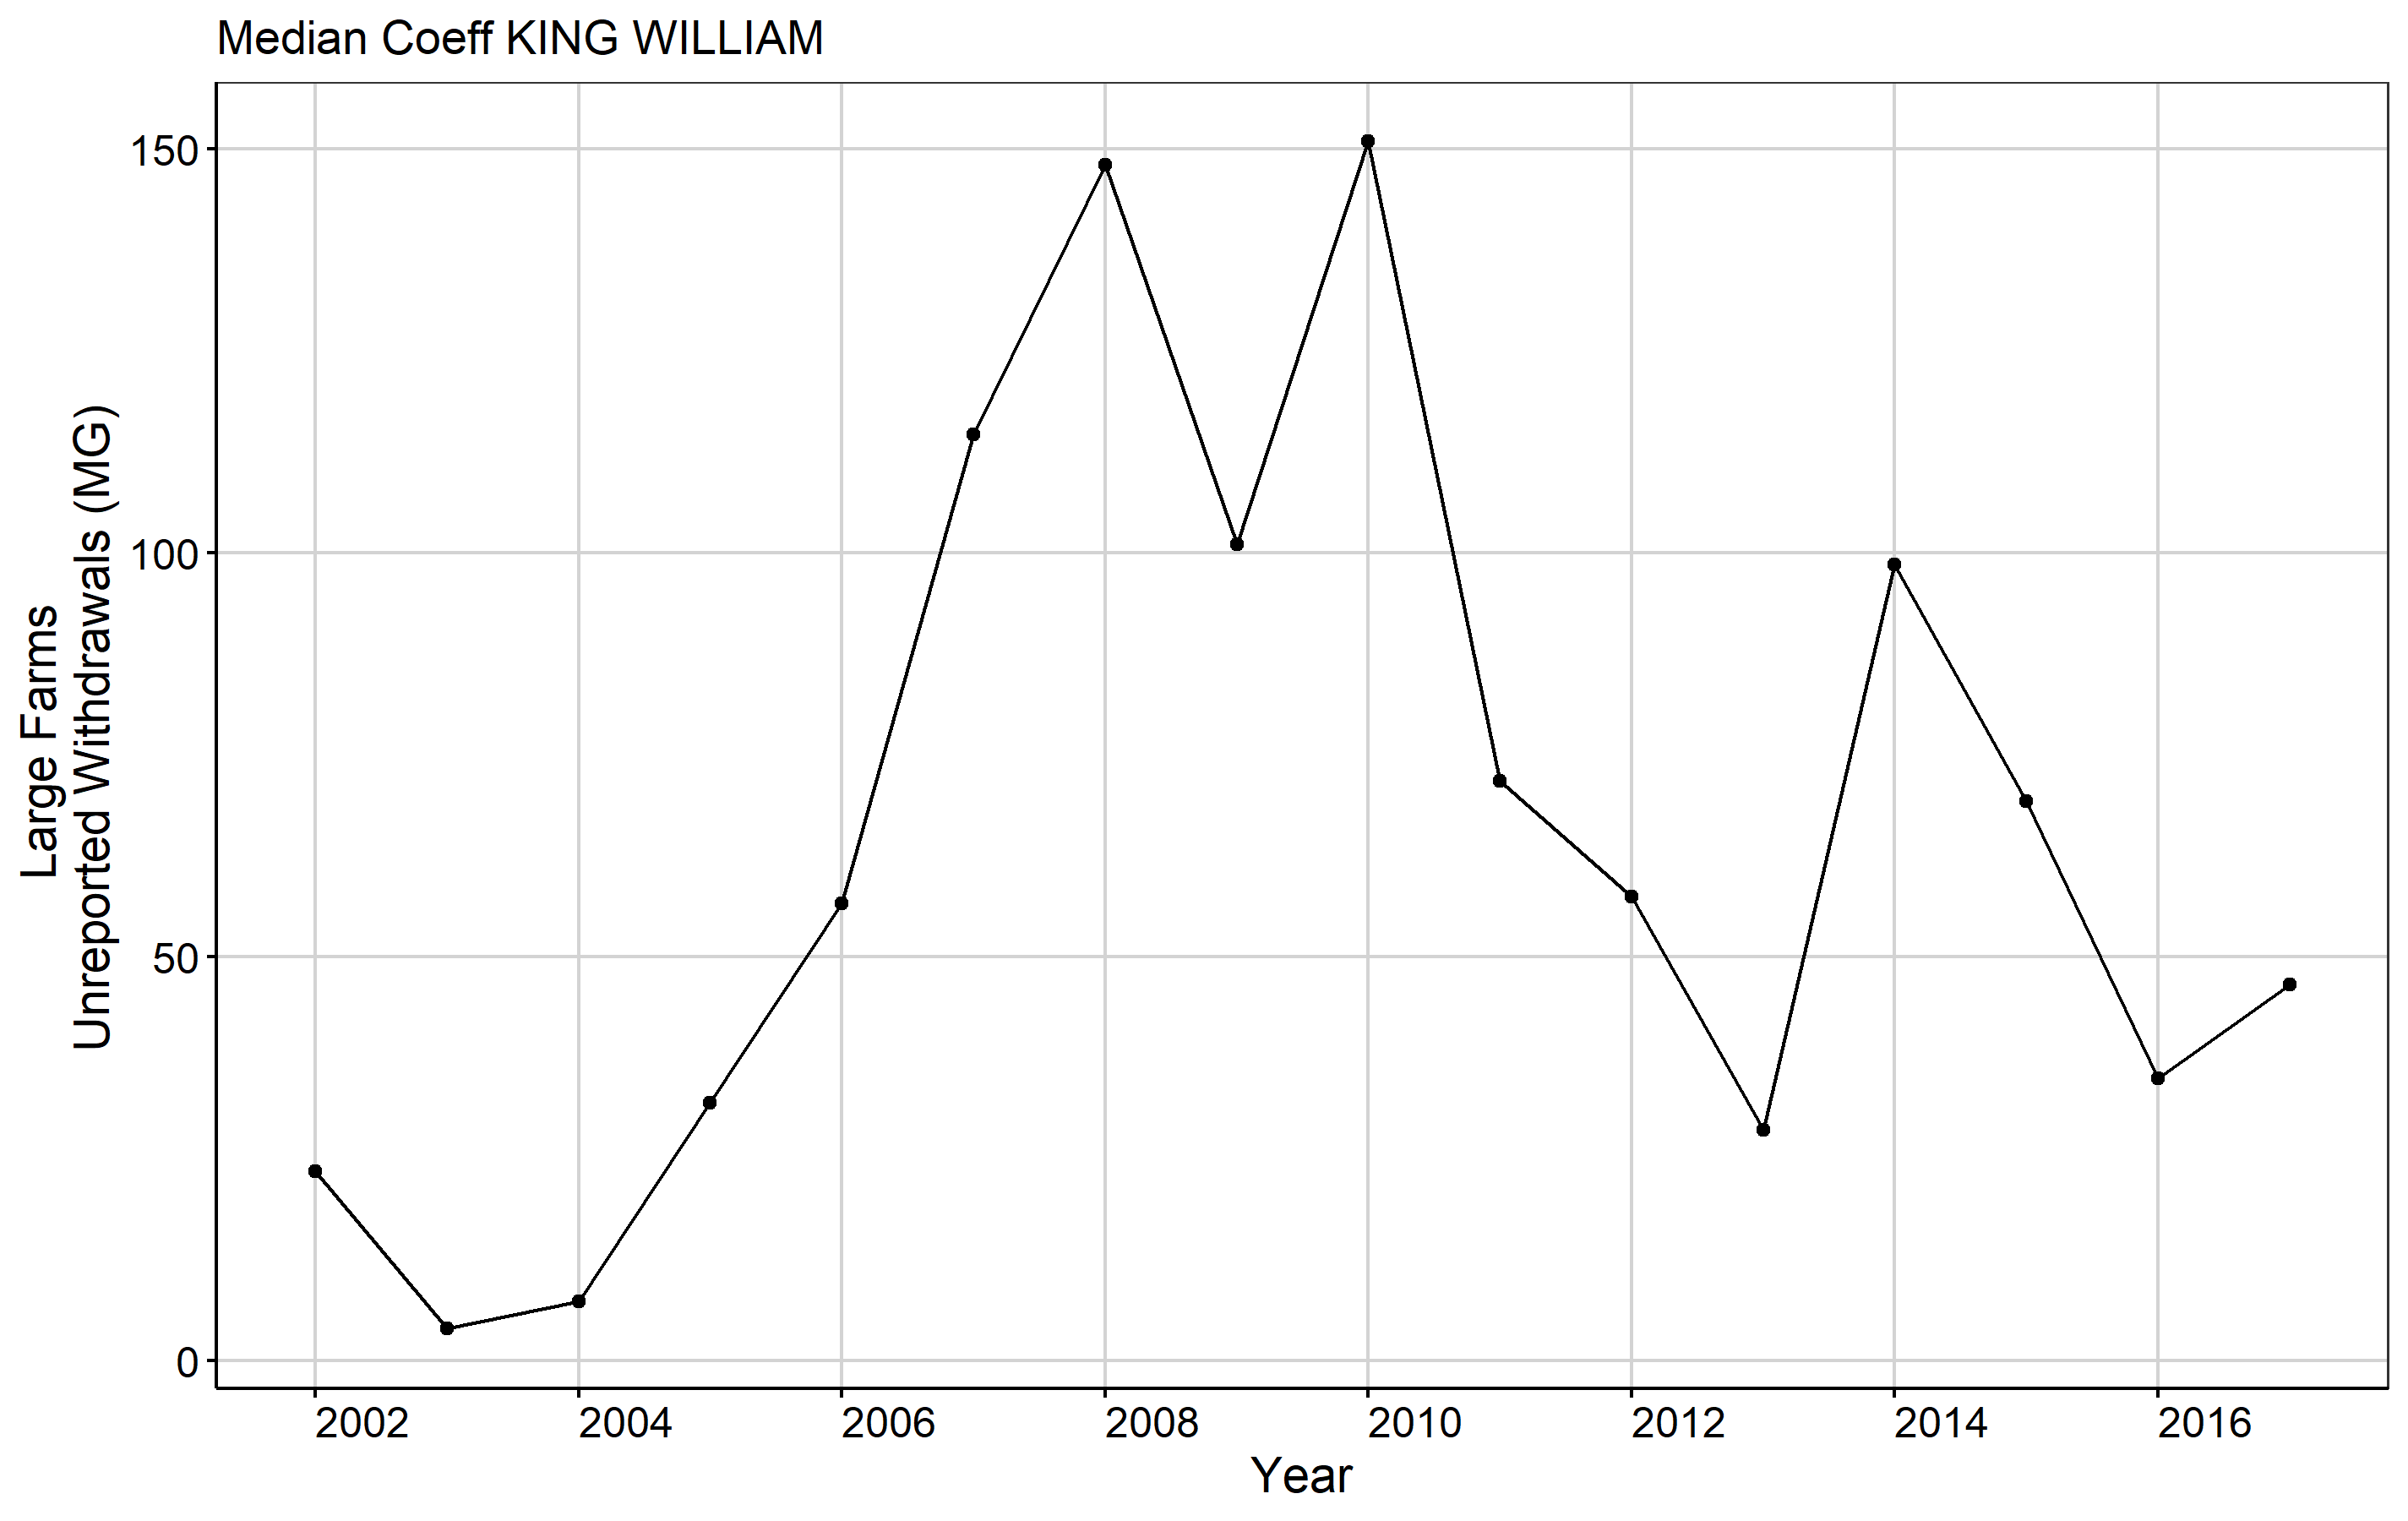 Median Coeff KING WILLIAM
Large Farms
Unreported Withdrawals (MG)
150
100
50
0
2002 2004 2006 2008 2010 2012 2014 2016
Year